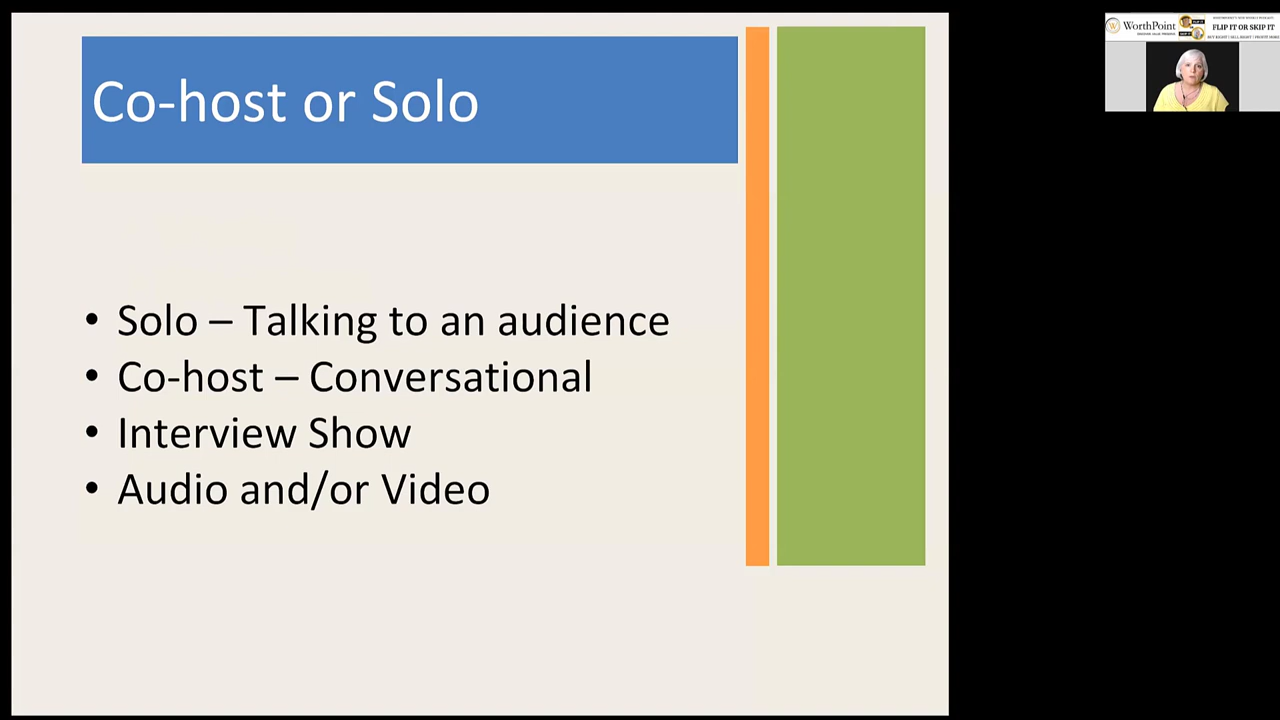 Co-host or Solo
• Solo – Talking to an audience
• Co-host – Conversational
• Interview Show
• Audio and/or Video
WorthPoint
FLIP IT OR SKIP IT